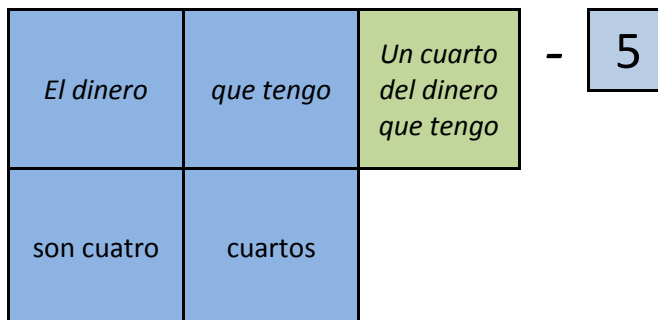 El dinero
que tengo
Un cuarto
del dinero
que tengo
- 5
son cuatro
cuartos